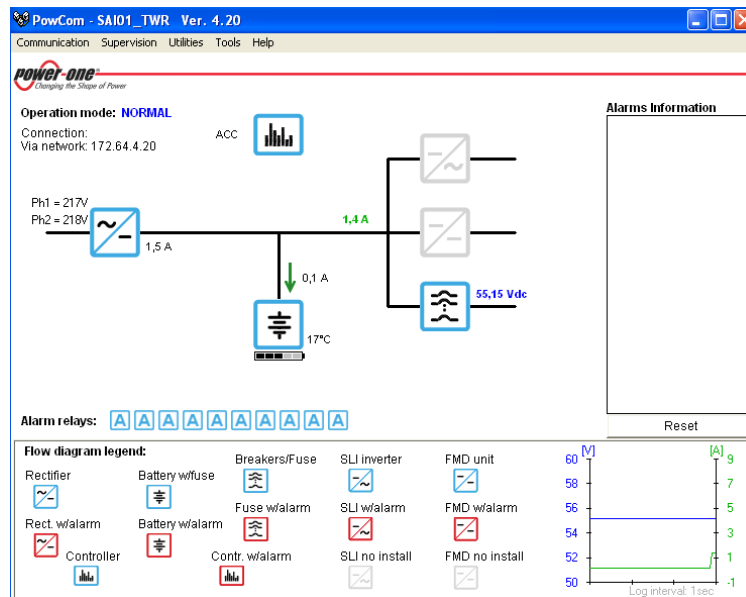 PowCom - SAI01_TWR Ver. 4.20
Communication Supervision Utilities Tools Help
power-one
Changing the Shape of Power
Operation mode: NORMAL
Connection:
Via network: 172.64.4.20
ACC
Alarms Information
Ph1 = 217V
Ph2 = 218V
1,5 A
1,4 A
0,1 A
55,15 Vdc
17°C
Alarm relays: A A A A A A A A A A
Reset
Flow diagram legend:
Rectifier
Battery w/fuse
Breakers/Fuse
SLI inverter
FMD unit
Rect. w/alarm
Battery w/alarm
Fuse w/alarm
SLI w/alarm
FMD w/alarm
Controller
Contr. w/alarm
SLI no install
FMD no install
[V] [A]
60 9
58 7
56 5
54 3
52 1
50 -1
Log interval: 1sec